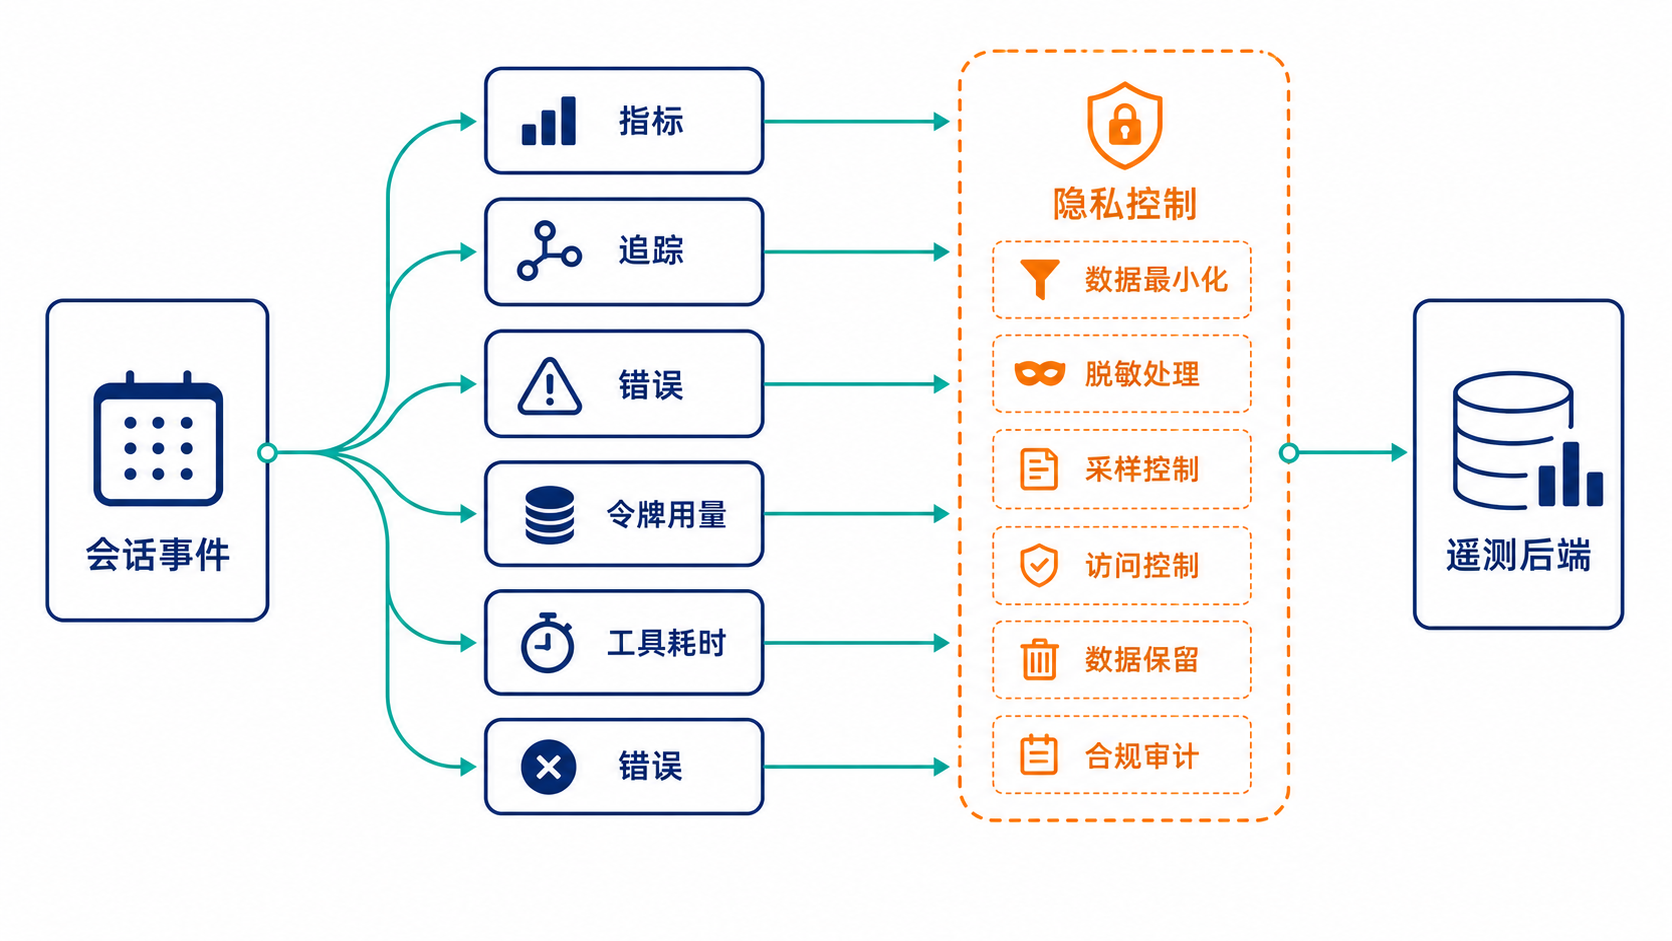 会话事件
指标
追踪
错误
令牌用量
工具耗时
错误
隐私控制
数据最小化
脱敏处理
采样控制
访问控制
数据保留
合规审计
遥测后端